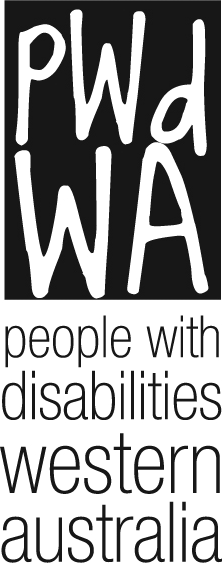 PWd
WA
people with
disabilities
western
australia